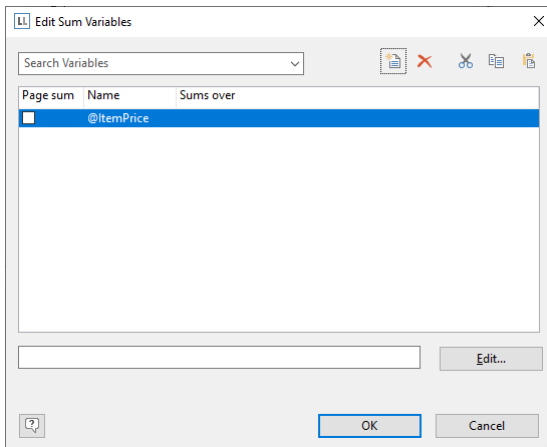 LL Edit Sum Variables
Search Variables
Page sum Name Sums over
@ItemPrice
Edit...
OK Cancel